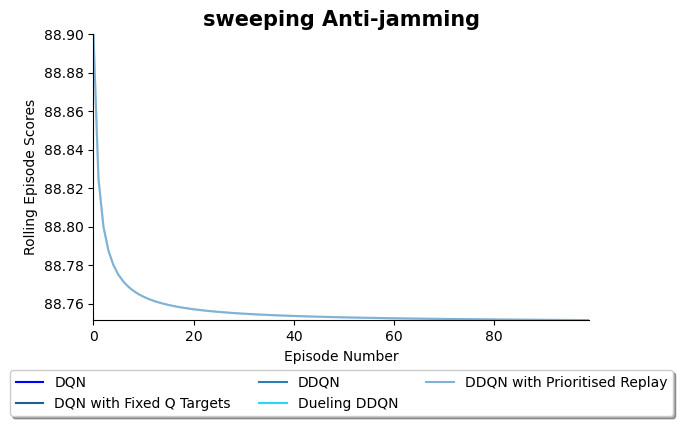 sweeping Anti-jamming
88.90
88.88
88.86
88.84
88.82
88.80
88.78
88.76
Rolling Episode Scores
0 20 40 60 80
Episode Number
DQN DDQN DDQN with Prioritised Replay
DQN with Fixed Q Targets Dueling DDQN